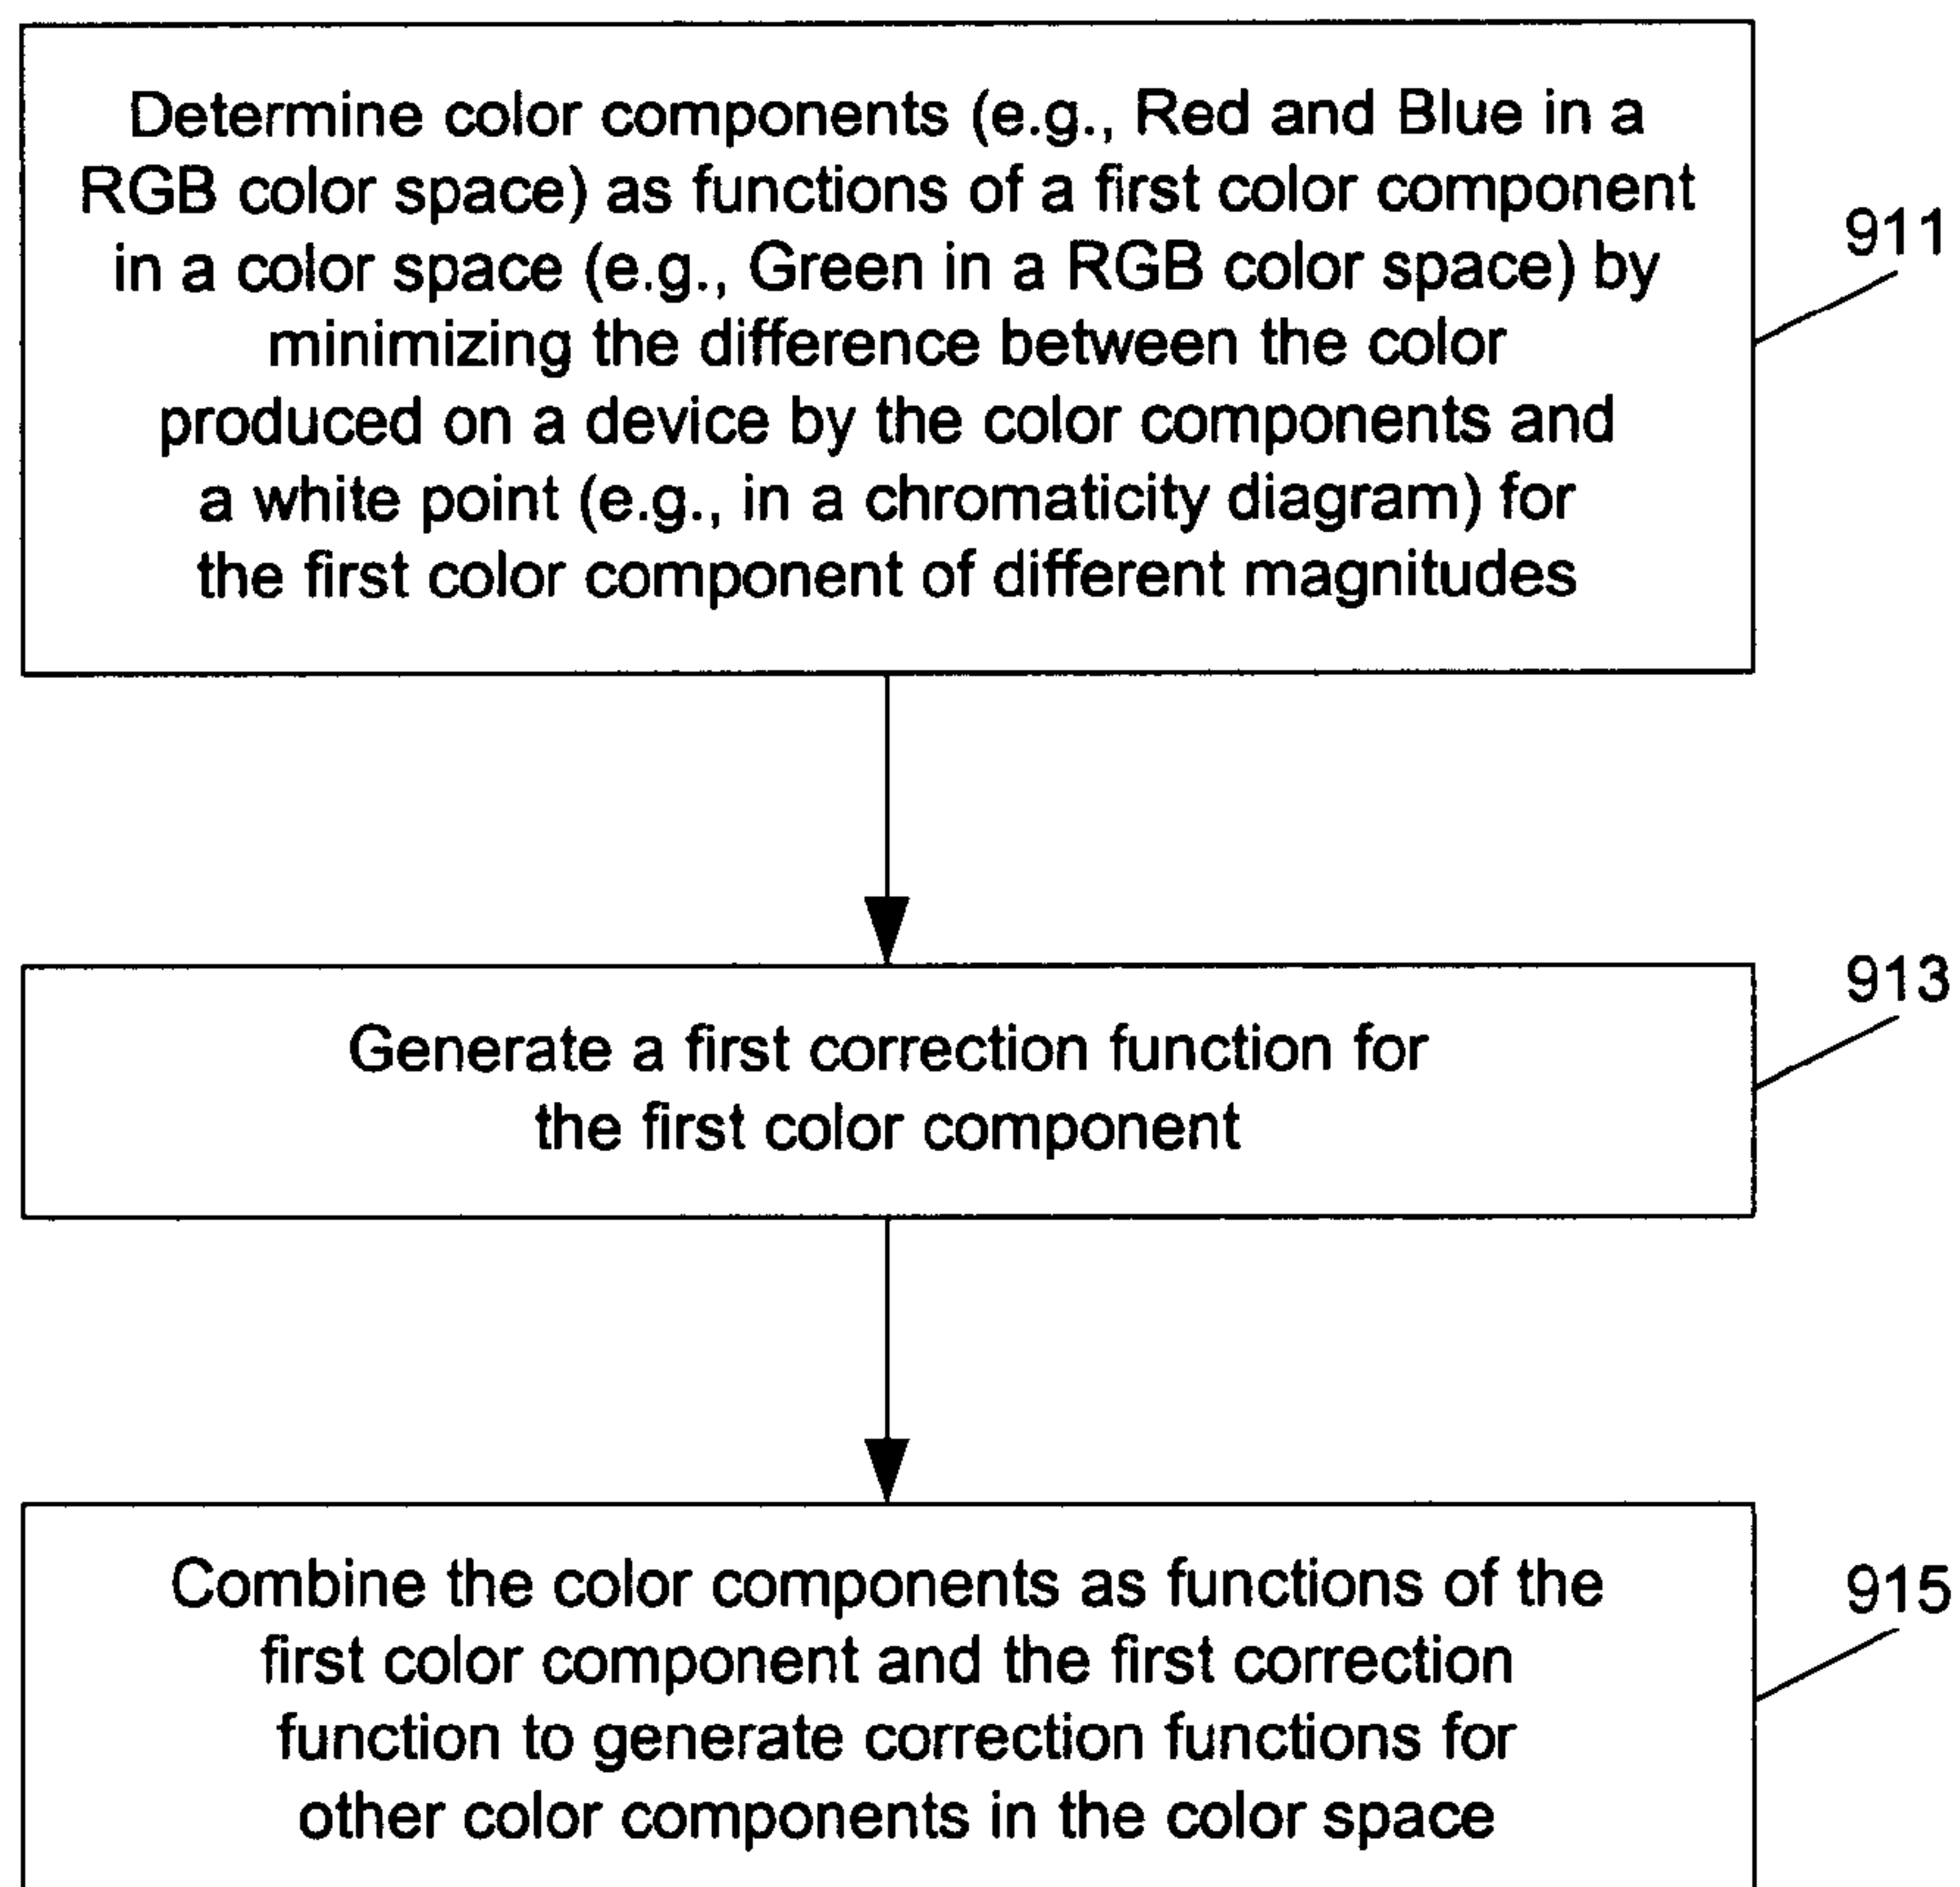 Determine color components (e.g., Red and Blue in a
RGB color space) as functions of a first color component
in a color space (e.g., Green in a RGB color space) by
minimizing the difference between the color
produced on a device by the color components and
a white point (e.g., in a chromaticity diagram) for
the first color component of different magnitudes
911
Generate a first correction function for
the first color component
913
Combine the color components as functions of the
first color component and the first correction
function to generate correction functions for
other color components in the color space
915